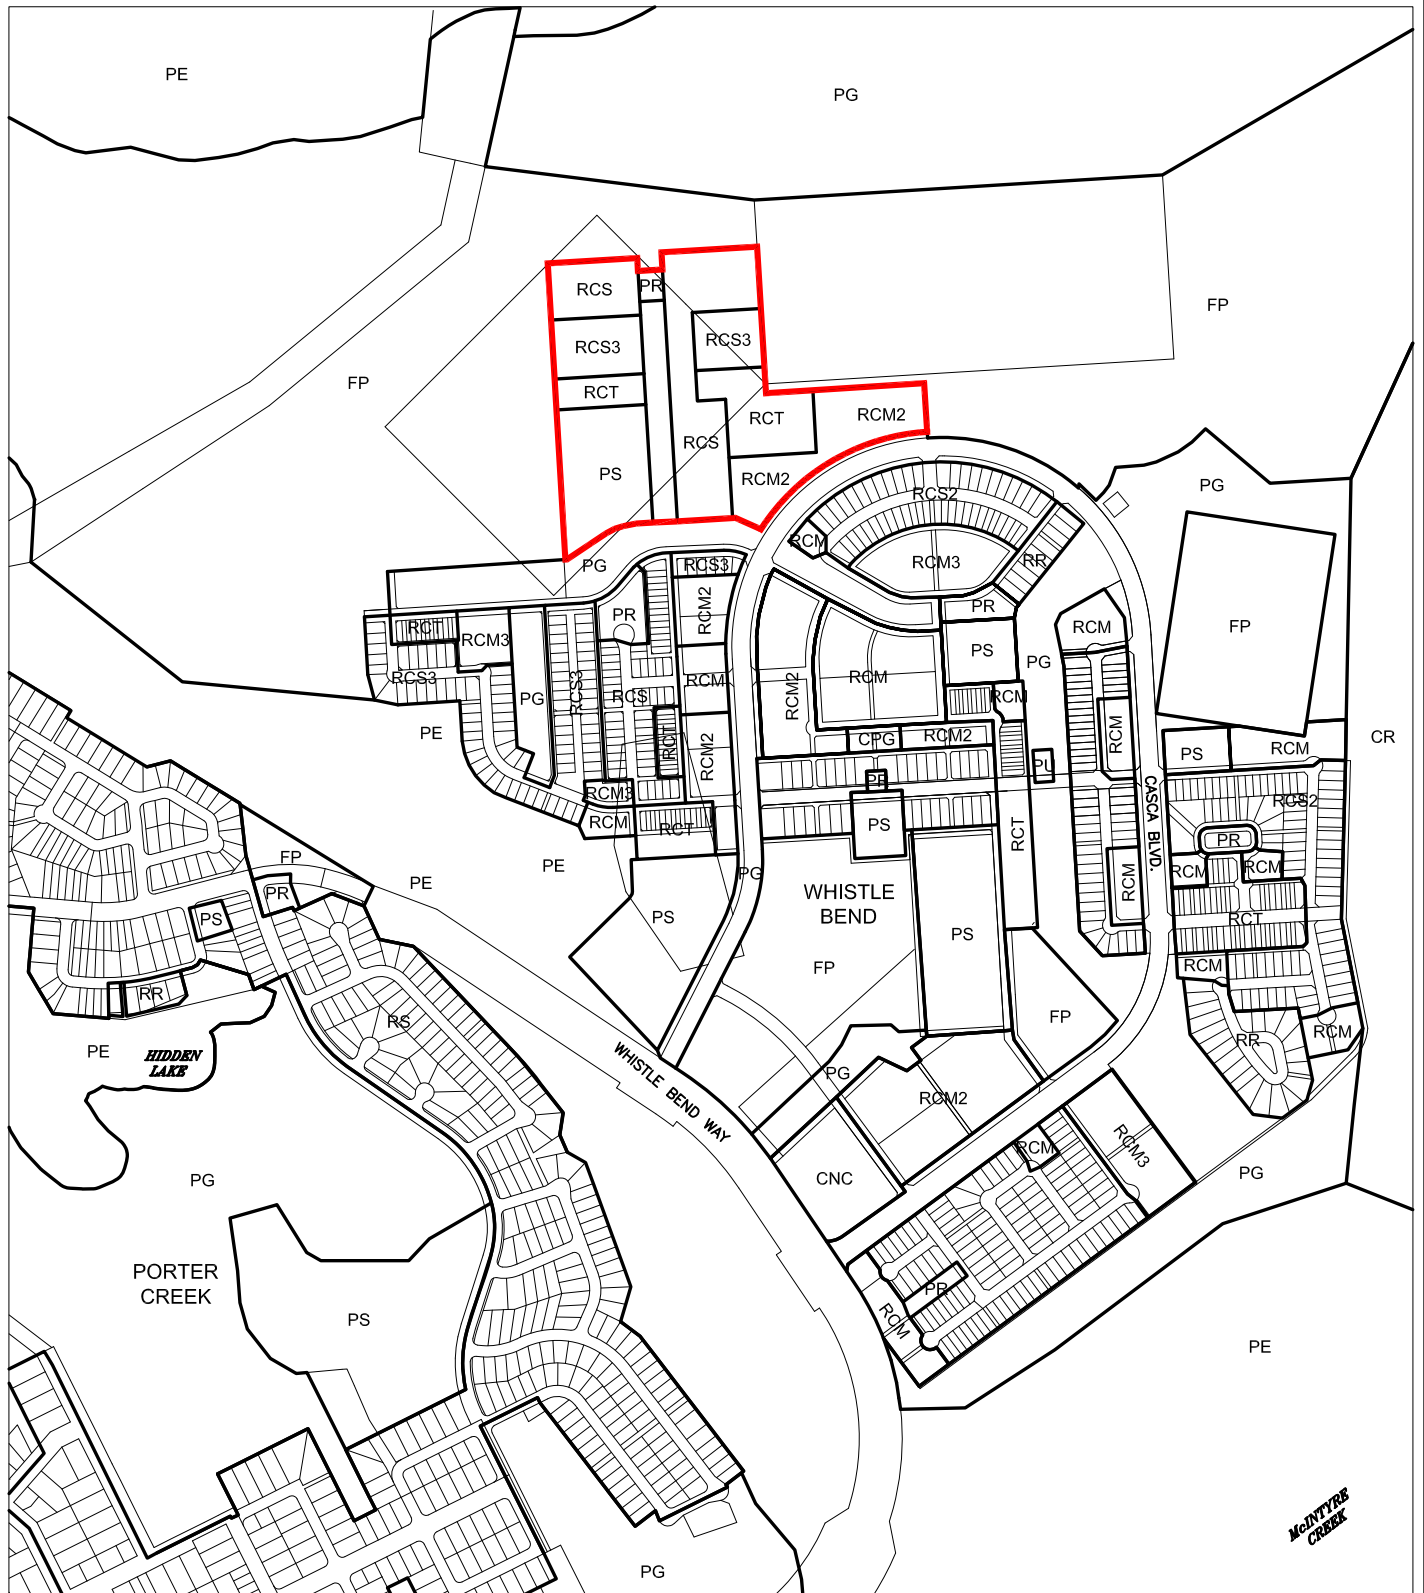 PE
PG
RCS
PR
FP
RCS3
RCS3
FP
RCT
RCT
RCM2
RCS
PS
RCM2
PG
RCS2
RCM
RCM3
RR
PG
RCS3
RCM2
PR
PR
FP
RCT
RCM3
RCM
PS
PG
RCS3
RCS3
PG
RCS
RCM
RCM2
RCM
RCM
PE
RCT
RCM2
CPG
RCM2
RCM
PS
RCM
CR
PU
PR
CASCA BLVD.
RCM3
RCS2
RCM
RCT
PS
RCT
PR
FP
PE
PE
PG
RCM
RCM
RCM
PR
WHISTLE
BEND
PS
PS
PS
RCT
FP
RCM
RR
RS
FP
RCM
PE
HIDDEN
LAKE
RR
WHISTLE BEND WAY
PG
RCM2
RCM
RCM3
PG
CNC
PG
PORTER
CREEK
PR
RCM
PS
PE
McINTYRE
CREEK
PG